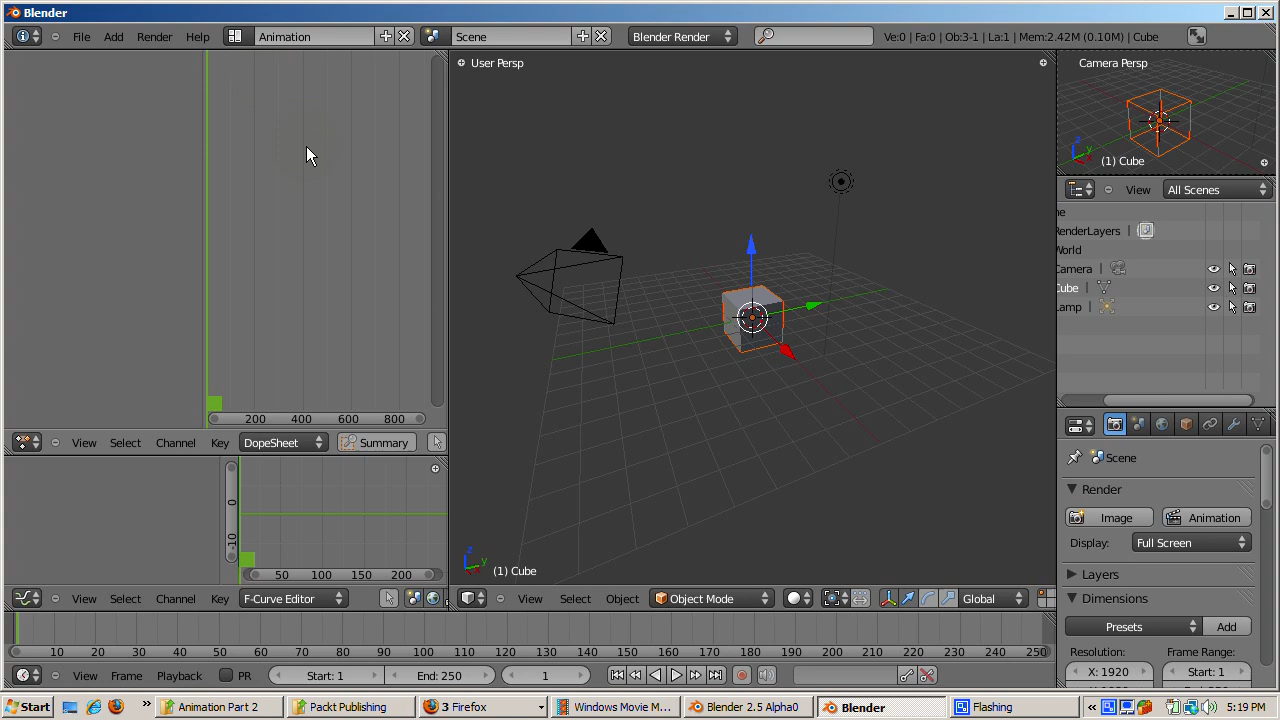 Blender
File Add Render Help Animation Scene Blender Render Ve:0 | Fa:0 | Ob:3-1 | La:1 | Mem:2.42M (0.10M) | Cube
User Persp
Camera Persp
(1) Cube
View All Scenes
ne
RenderLayers |
World
Camera |
Cube |
Lamp |
200 400 600 800
View Select Channel Key DopeSheet Summary
Scene
Render
Image Animation
Display: Full Screen
Layers
Dimensions
Presets Add
Resolution: Frame Range:
X: 1920 Start: 1
0
-10
50 100 150 200
z
y
(1) Cube
View Select Channel Key F-Curve Editor
View Select Object Object Mode Global
10 20 30 40 50 60 70 80 90 100 110 120 130 140 150 160 170 180 190 200 210 220 230 240 250
View Frame Playback PR Start: 1 End: 250 1
Start Animation Part 2 Packt Publishing 3 Firefox Windows Movie M... Blender 2.5 Alpha0 Blender Flashing 5:19 PM